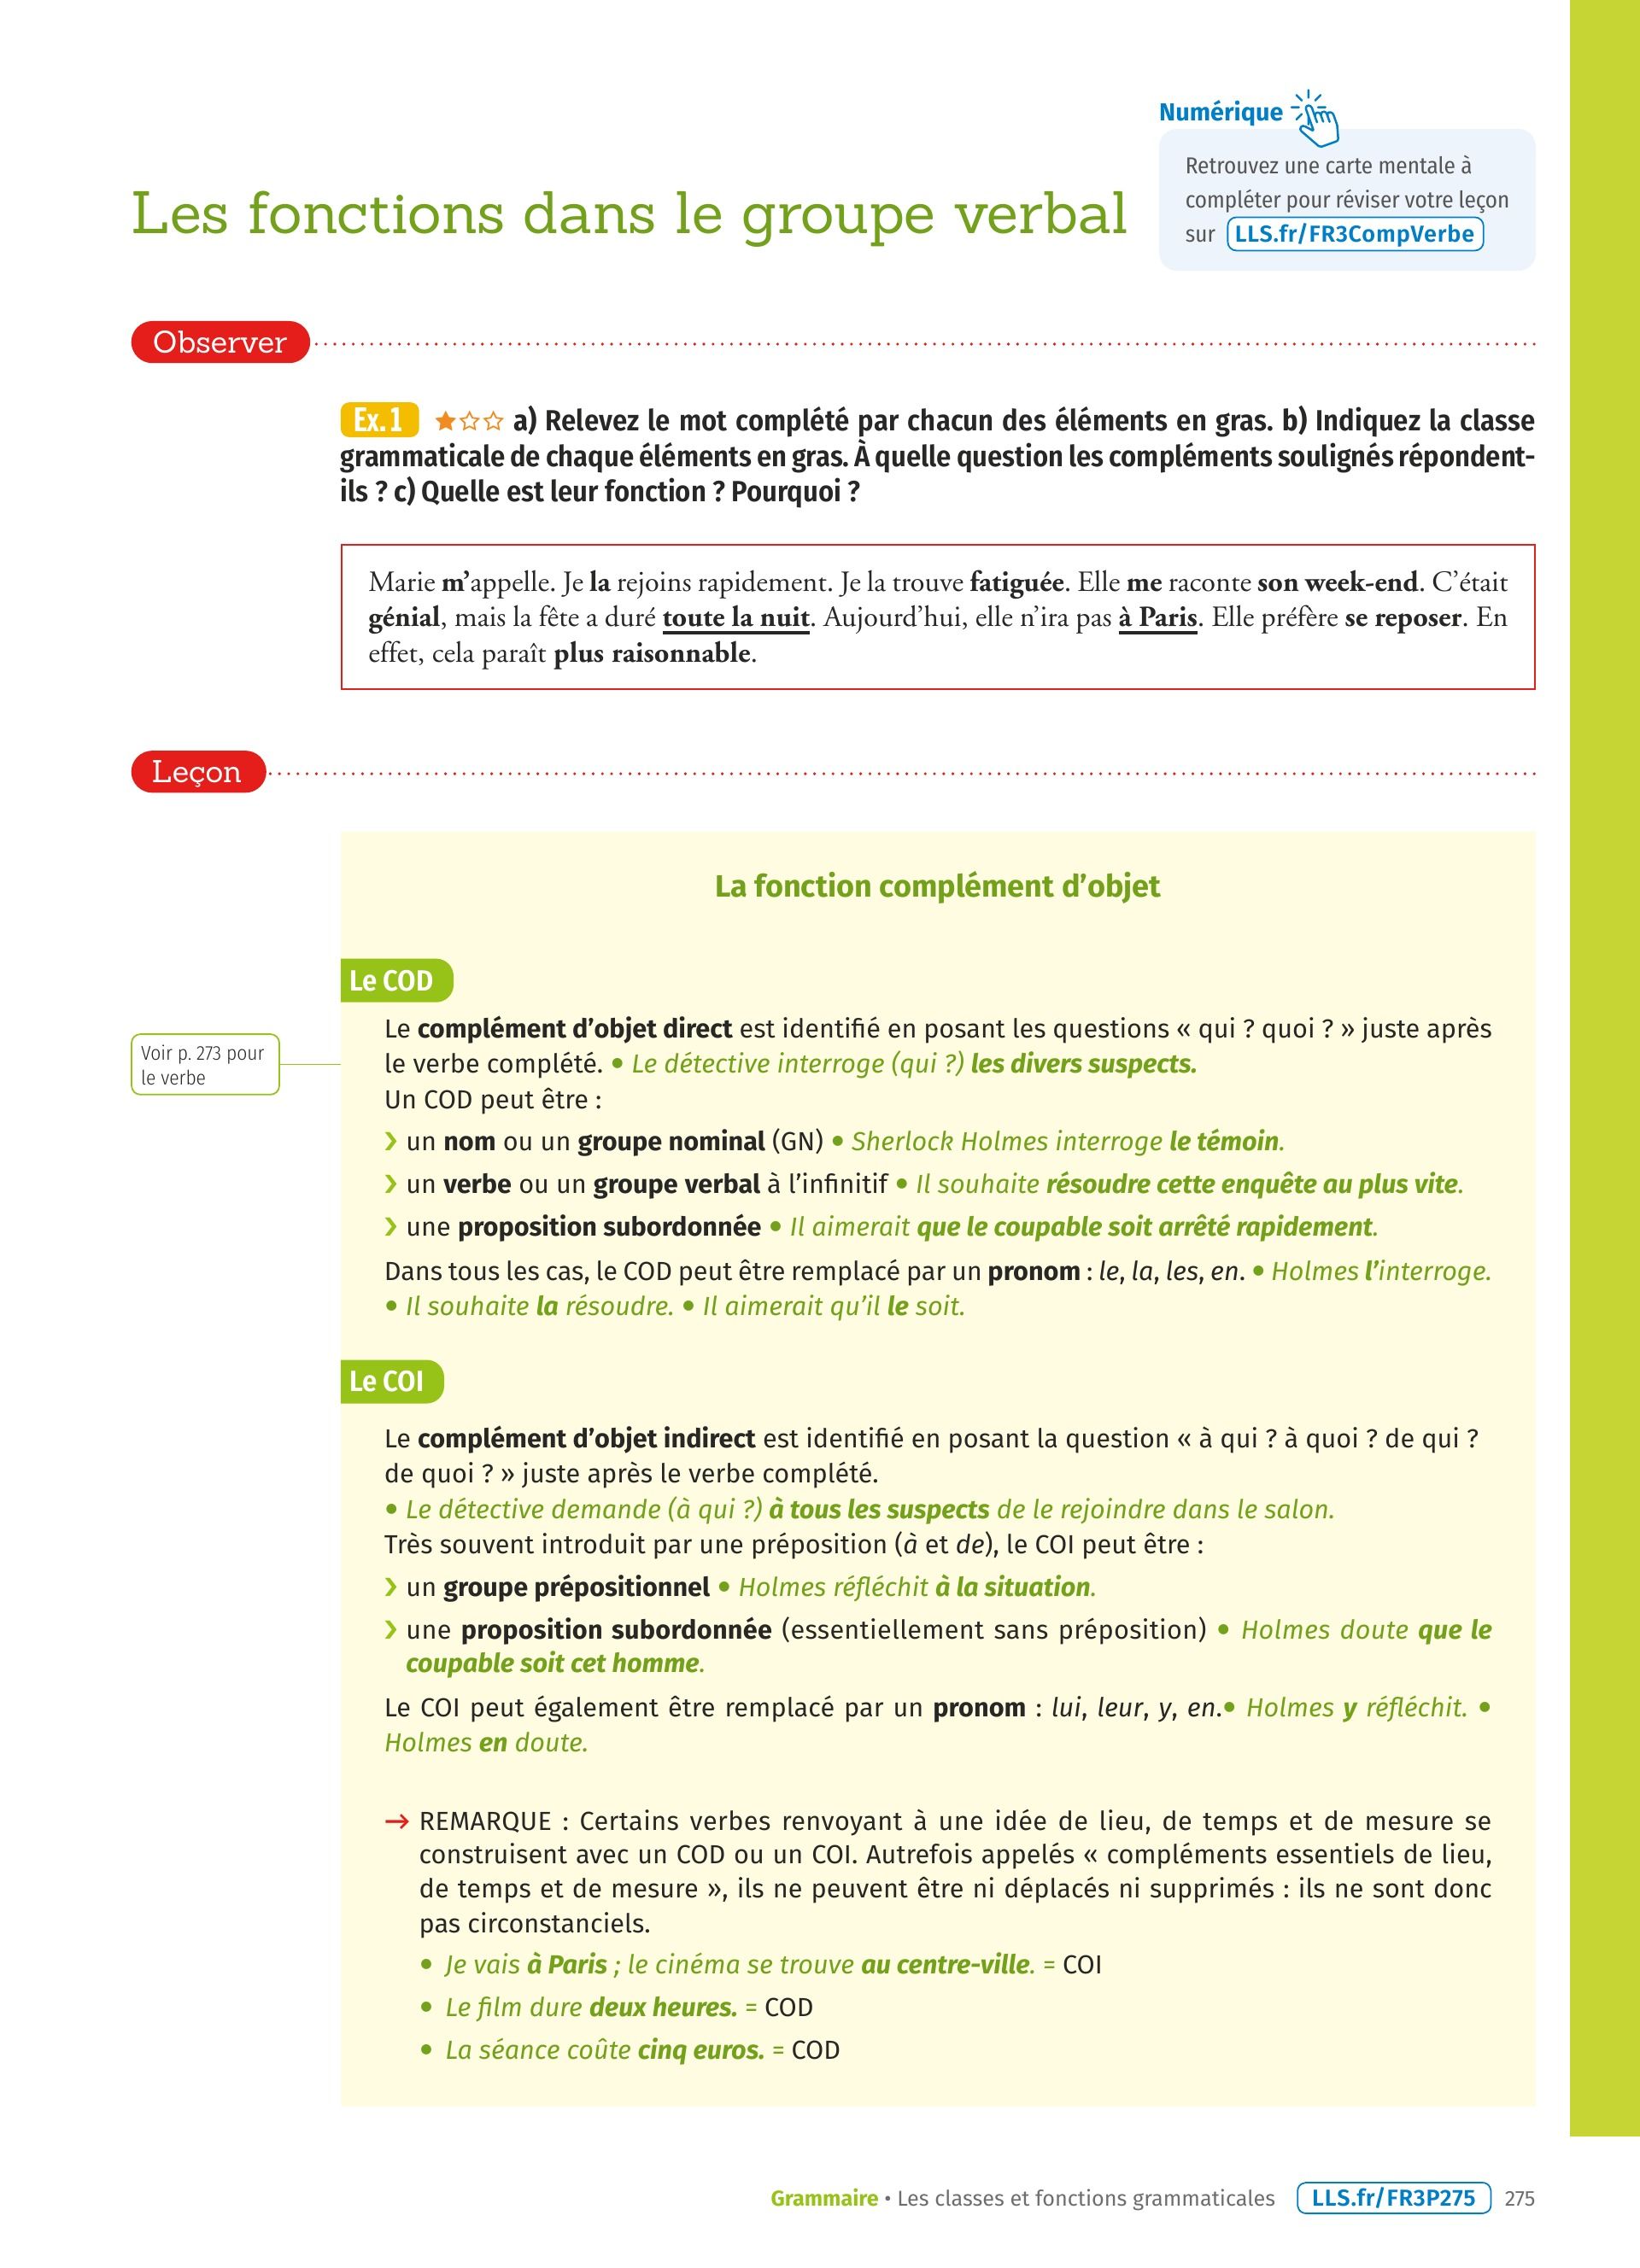 Numérique
Retrouvez une carte mentale à
compléter pour réviser votre leçon
sur LLS.fr/FR3CompVerbe
Les fonctions dans le groupe verbal
Observer
Ex. 1 a) Relevez le mot complété par chacun des éléments en gras. b) Indiquez la classe
grammaticale de chaque éléments en gras. À quelle question les compléments soulignés répondent-
ils ? c) Quelle est leur fonction ? Pourquoi ?
Marie m’appelle. Je la rejoins rapidement. Je la trouve fatiguée. Elle me raconte son week-end. C’était
génial, mais la fête a duré toute la nuit. Aujourd’hui, elle n’ira pas à Paris. Elle préfère se reposer. En
effet, cela paraît plus raisonnable.
Leçon
La fonction complément d’objet
Le COD
Le complément d’objet direct est identifié en posant les questions « qui ? quoi ? » juste après
le verbe complété. • Le détective interroge (qui ?) les divers suspects.
Voir p. 273 pour
le verbe
Un COD peut être :
› un nom ou un groupe nominal (GN) • Sherlock Holmes interroge le témoin.
› un verbe ou un groupe verbal à l’infinitif • Il souhaite résoudre cette enquête au plus vite.
› une proposition subordonnée • Il aimerait que le coupable soit arrêté rapidement.
Dans tous les cas, le COD peut être remplacé par un pronom : le, la, les, en. • Holmes l’interroge.
• Il souhaite la résoudre. • Il aimerait qu’il le soit.
Le COI
Le complément d’objet indirect est identifié en posant la question « à qui ? à quoi ? de qui ?
de quoi ? » juste après le verbe complété.
• Le détective demande (à qui ?) à tous les suspects de le rejoindre dans le salon.
Très souvent introduit par une préposition (à et de), le COI peut être :
› un groupe prépositionnel • Holmes réfléchit à la situation.
› une proposition subordonnée (essentiellement sans préposition) • Holmes doute que le
coupable soit cet homme.
Le COI peut également être remplacé par un pronom : lui, leur, y, en.• Holmes y réfléchit. •
Holmes en doute.
→ REMARQUE : Certains verbes renvoyant à une idée de lieu, de temps et de mesure se
construisent avec un COD ou un COI. Autrefois appelés « compléments essentiels de lieu,
de temps et de mesure », ils ne peuvent être ni déplacés ni supprimés : ils ne sont donc
pas circonstanciels.
• Je vais à Paris ; le cinéma se trouve au centre-ville. = COI
• Le film dure deux heures. = COD
• La séance coûte cinq euros. = COD
Grammaire • Les classes et fonctions grammaticales LLS.fr/FR3P275 275